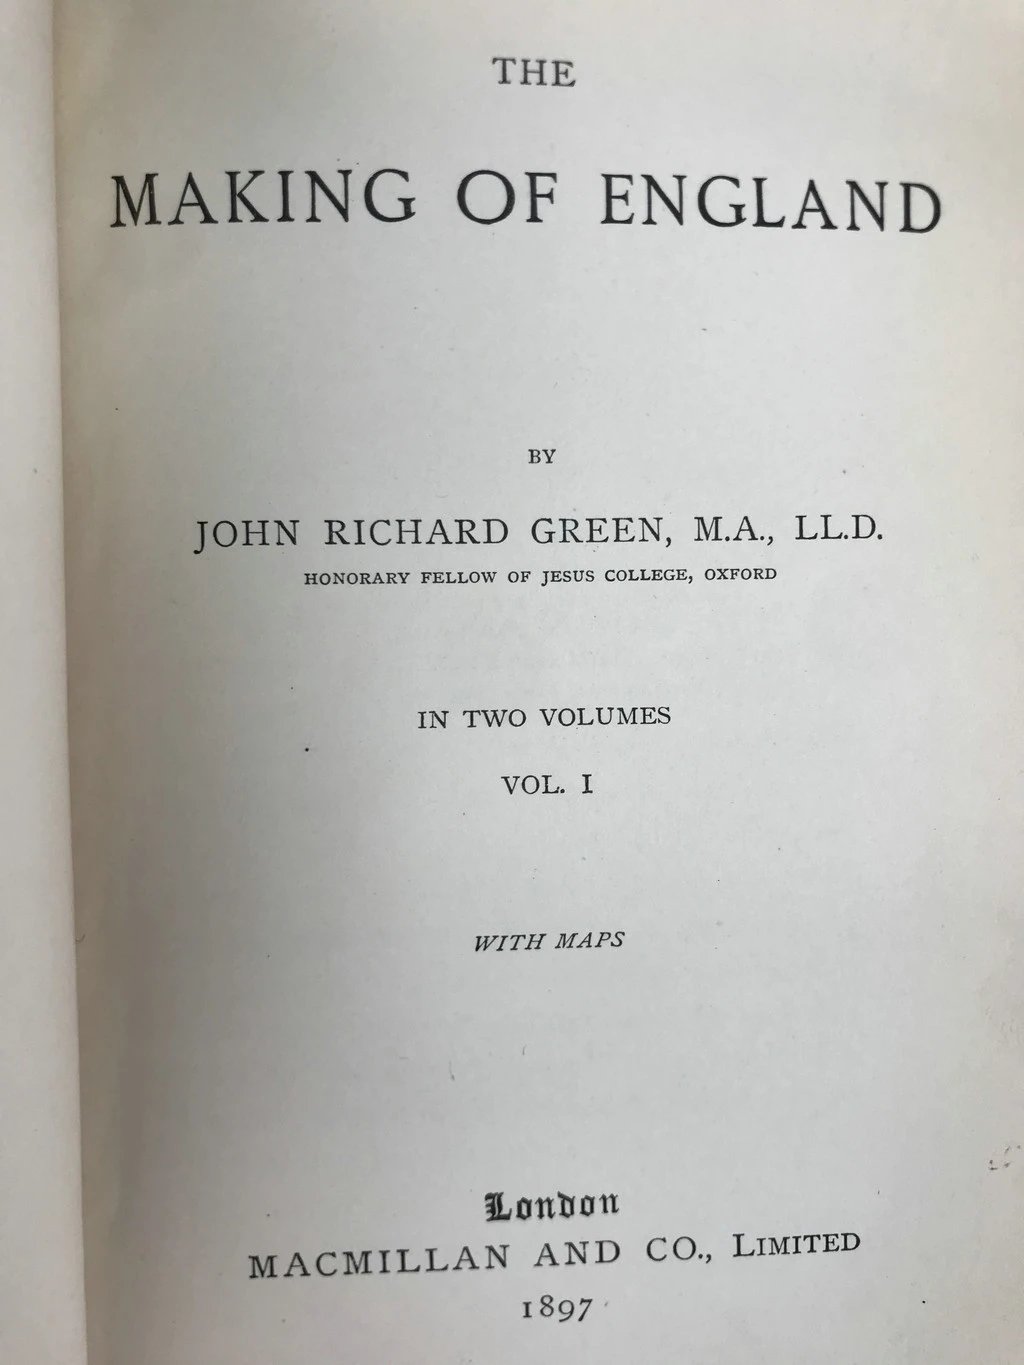 THE
MAKING OF ENGLAND
BY
JOHN RICHARD GREEN, M.A., LL.D.
HONORARY FELLOW OF JESUS COLLEGE, OXFORD
IN TWO VOLUMES
VOL. I
WITH MAPS
London
MACMILLAN AND CO., LIMITED
1897